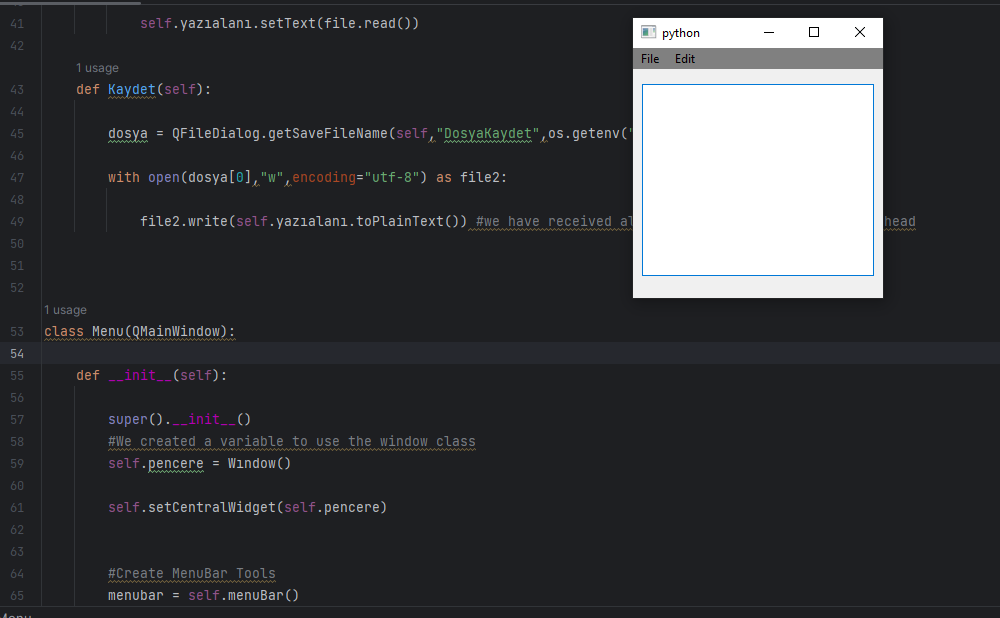 41 self.yazıalanı.setText(file.read())
42
1 usage
43 def Kaydet(self):
44
45 dosya = QFileDialog.getSaveFileName(self,"DosyaKaydet",os.getenv("
46
47 with open(dosya[0],"w",encoding="utf-8") as file2:
48
49 file2.write(self.yazıalanı.toPlainText()) #we have received al head
50
51
52
1 usage
53 class Menu(QMainWindow):
54
55 def __init__(self):
56
57 super().__init__()
58 #We created a variable to use the window class
59 self.pencere = Wındow()
60
61 self.setCentralWidget(self.pencere)
62
63
64 #Create MenuBar Tools
65 menubar = self.menuBar()
python
File Edit